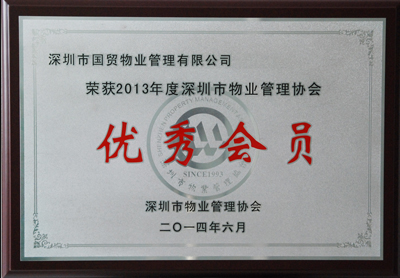 深圳市国贸物业管理有限公司
荣获2013年度深圳市物业管理协会
优秀会员
SINCE1993
深圳市物业管理协会
二〇一四年六月